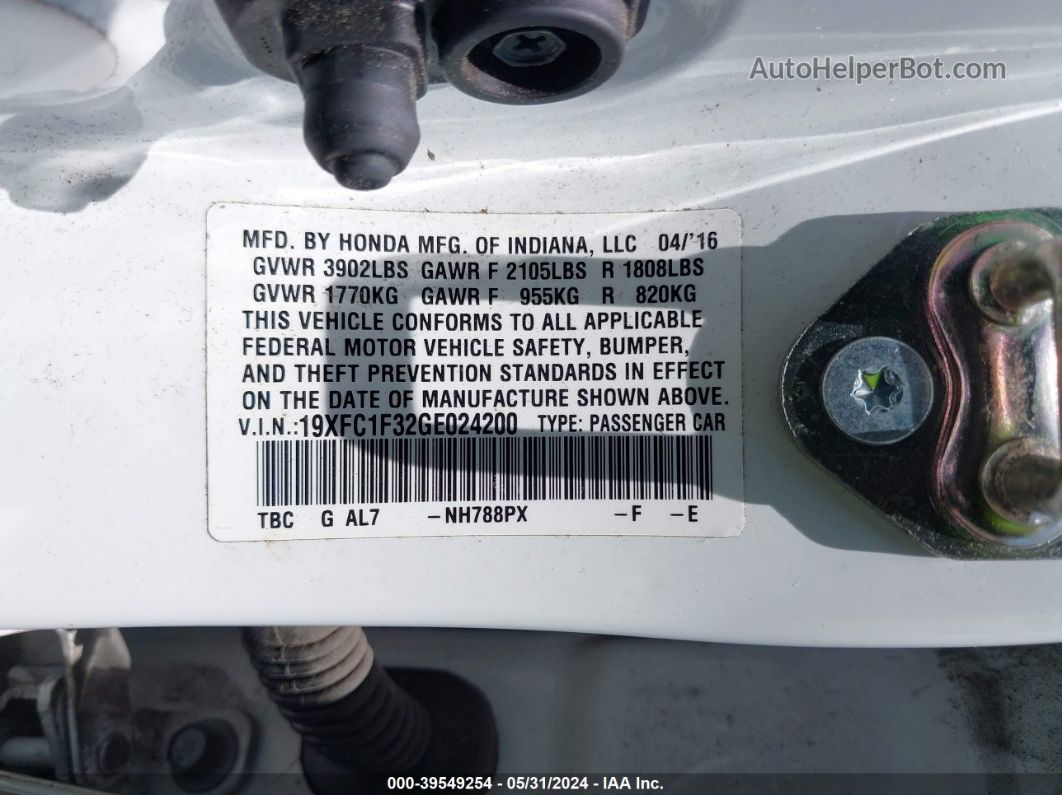 AutoHelperBot.com
MFD. BY HONDA MFG. OF INDIANA, LLC 04/'16
GVWR 3902LBS GAWR F 2105LBS R 1808LBS
GVWR 1770KG GAWR F 955KG R 820KG
THIS VEHICLE CONFORMS TO ALL APPLICABLE
FEDERAL MOTOR VEHICLE SAFETY, BUMPER,
AND THEFT PREVENTION STANDARDS IN EFFECT
ON THE DATE OF MANUFACTURE SHOWN ABOVE.
V.I.N.:19XFC1F32GE024200 TYPE: PASSENGER CAR
TBC G AL7 -NH788PX -F -E
000-39549254 - 05/31/2024 - IAA Inc.